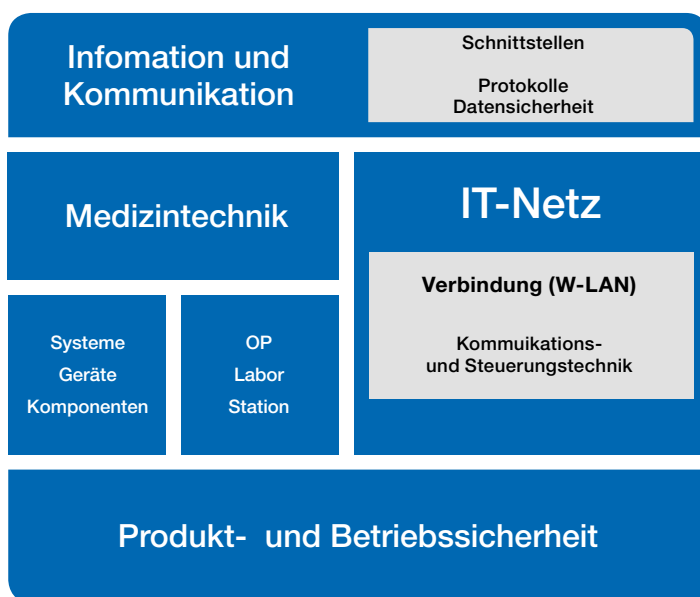 Infomation und
Kommunikation
Schnittstellen
Protokolle
Datensicherheit
Medizintechnik
IT-Netz
Verbindung (W-LAN)
Kommuikations-
und Steuerungstechnik
Systeme
Geräte
Komponenten
OP
Labor
Station
Produkt- und Betriebssicherheit